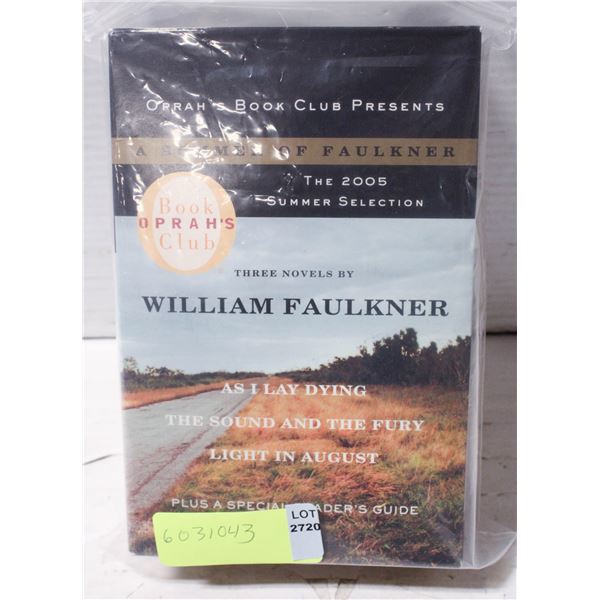 OPRAH'S BOOK CLUB PRESENTS
A SUMMER OF FAULKNER
THE 2005
SUMMER SELECTION
Book
OPRAH'S
Club
THREE NOVELS BY
WILLIAM FAULKNER
AS I LAY DYING
THE SOUND AND THE FURY
LIGHT IN AUGUST
PLUS A SPECIAL READER'S GUIDE
LOT
2720
6031043